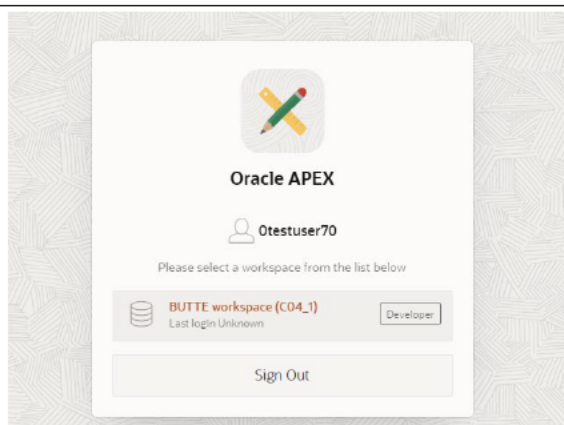 Oracle APEX
0testuser70
Please select a workspace from the list below
BUTTE workspace (C04_1)
Last login Unknown
Developer
Sign Out